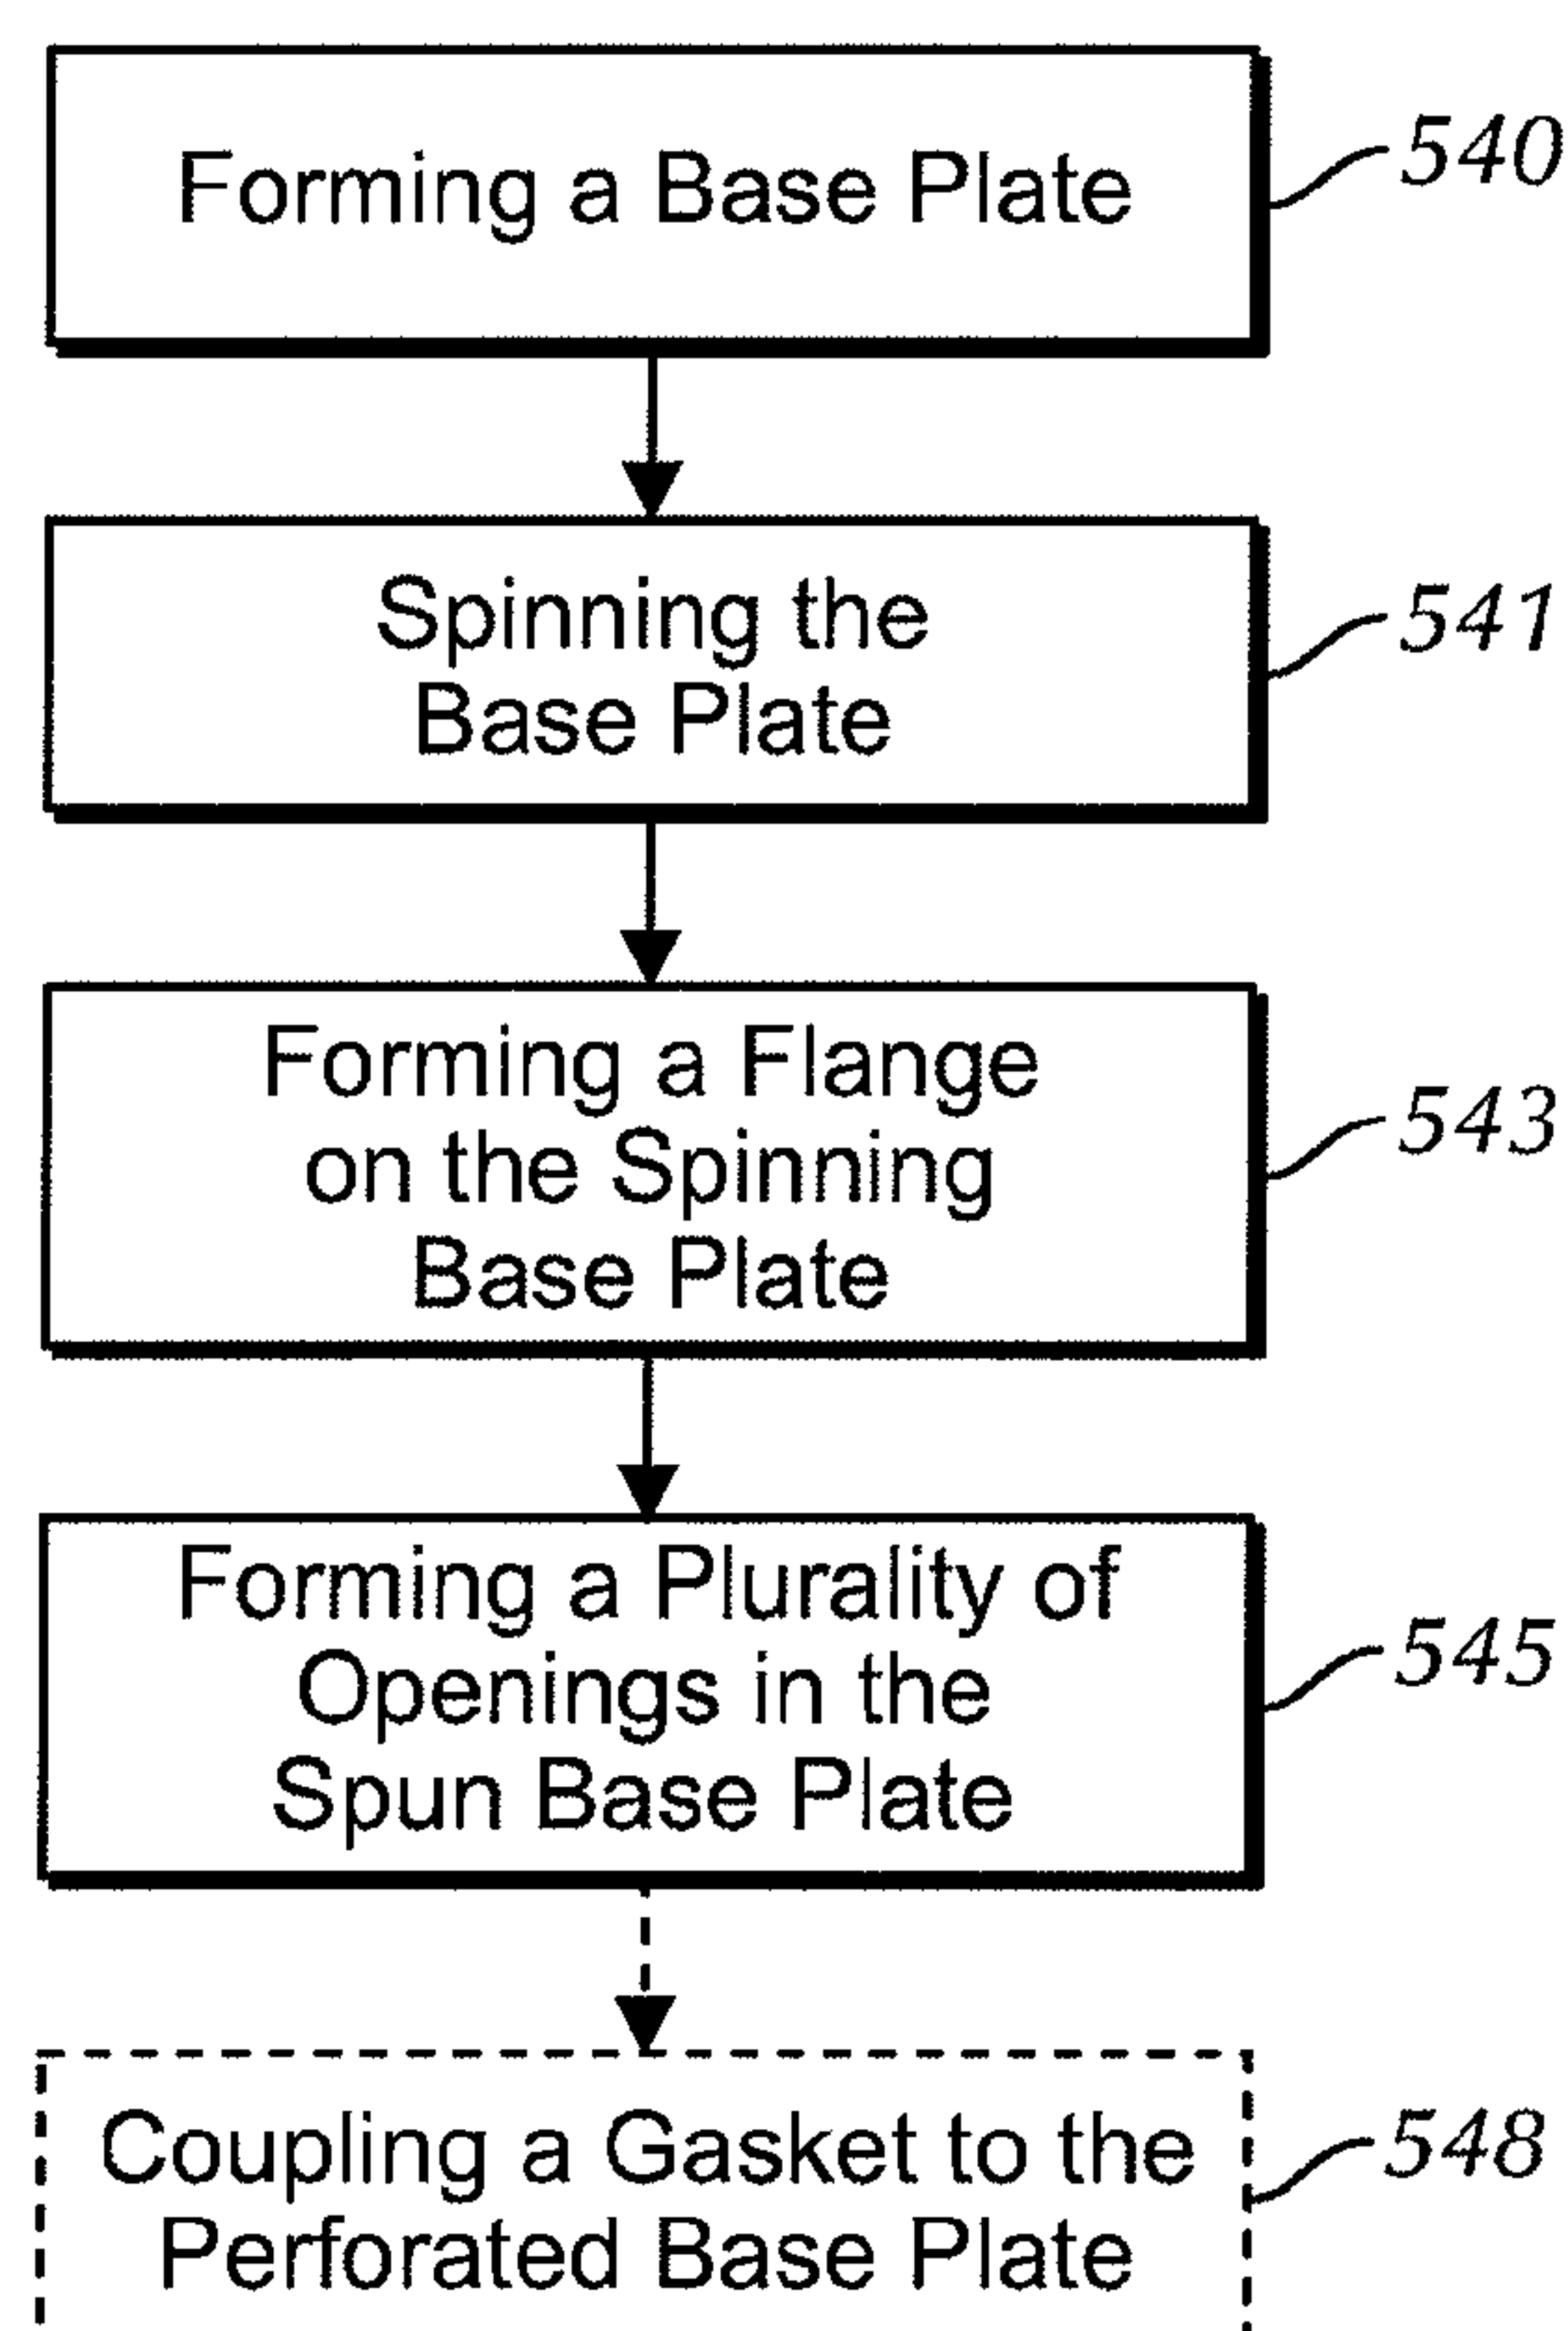 Forming a Base Plate
540
Spinning the
Base Plate
541
Forming a Flange
on the Spinning
Base Plate
543
Forming a Plurality of
Openings in the
Spun Base Plate
545
Coupling a Gasket to the
Perforated Base Plate
548